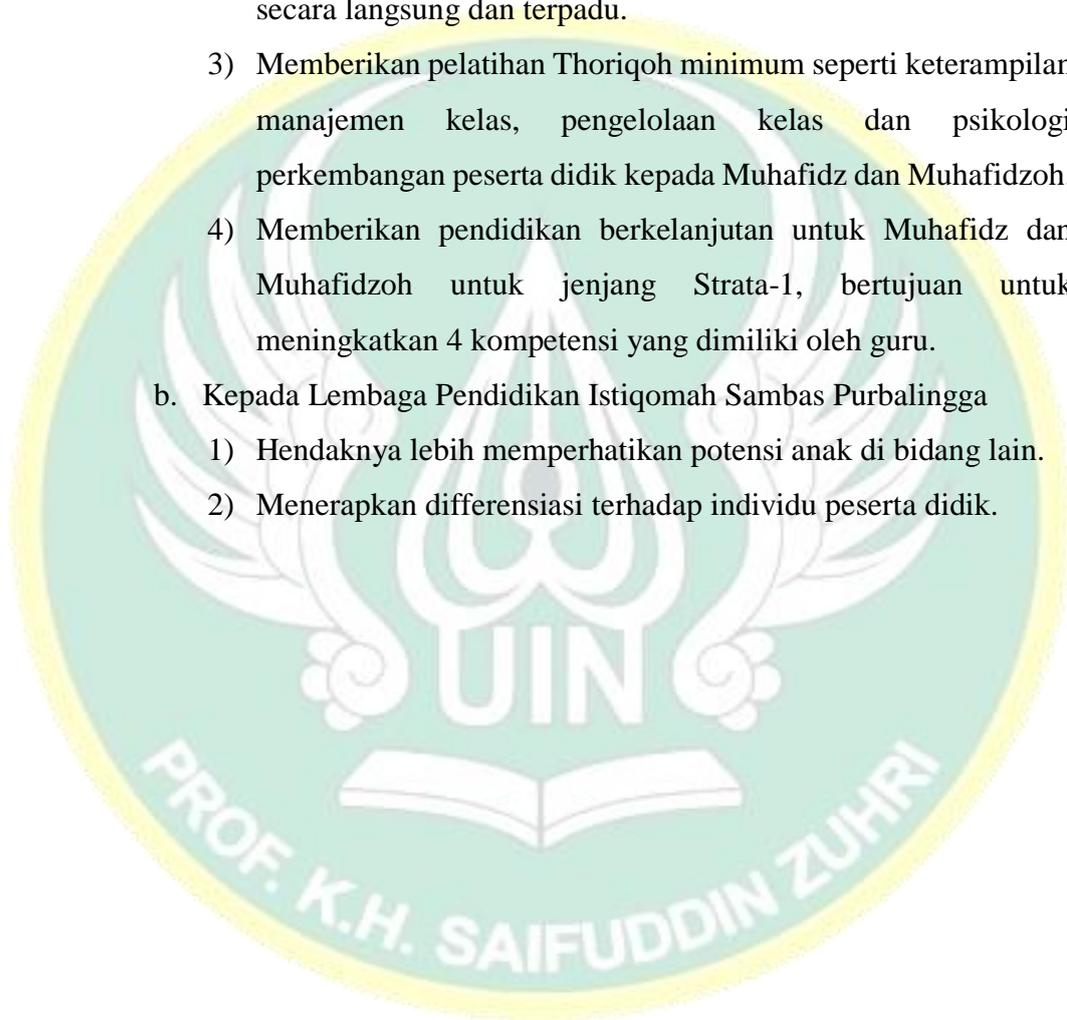 secara langsung dan terpadu.
3) Memberikan pelatihan Thoriqoh minimum seperti keterampilan
manajemen kelas, pengelolaan kelas dan psikologi
perkembangan peserta didik kepada Muhafidz dan Muhafidzoh.
4) Memberikan pendidikan berkelanjutan untuk Muhafidz dan
Muhafidzoh untuk jenjang Strata-1, bertujuan untuk
meningkatkan 4 kompetensi yang dimiliki oleh guru.
b. Kepada Lembaga Pendidikan Istiqomah Sambas Purbalingga
1) Hendaknya lebih memperhatikan potensi anak di bidang lain.
2) Menerapkan differensiasi terhadap individu peserta didik.
UIN
PROF. K.H. SAIFUDDIN ZUHRI